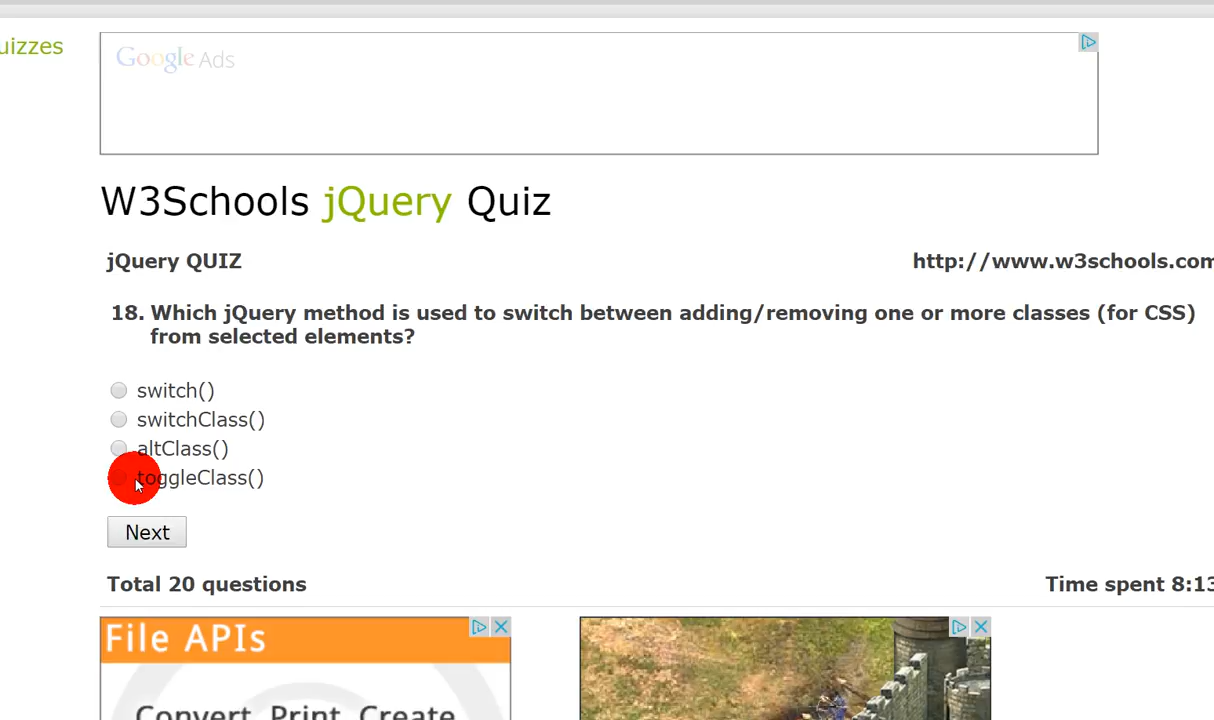 uizzes
Google Ads
W3Schools jQuery Quiz
jQuery QUIZ
http://www.w3schools.com
18. Which jQuery method is used to switch between adding/removing one or more classes (for CSS)
from selected elements?
switch()
switchClass()
altClass()
toggleClass()
Next
Total 20 questions
Time spent 8:13
File APIs
Convert Print Create